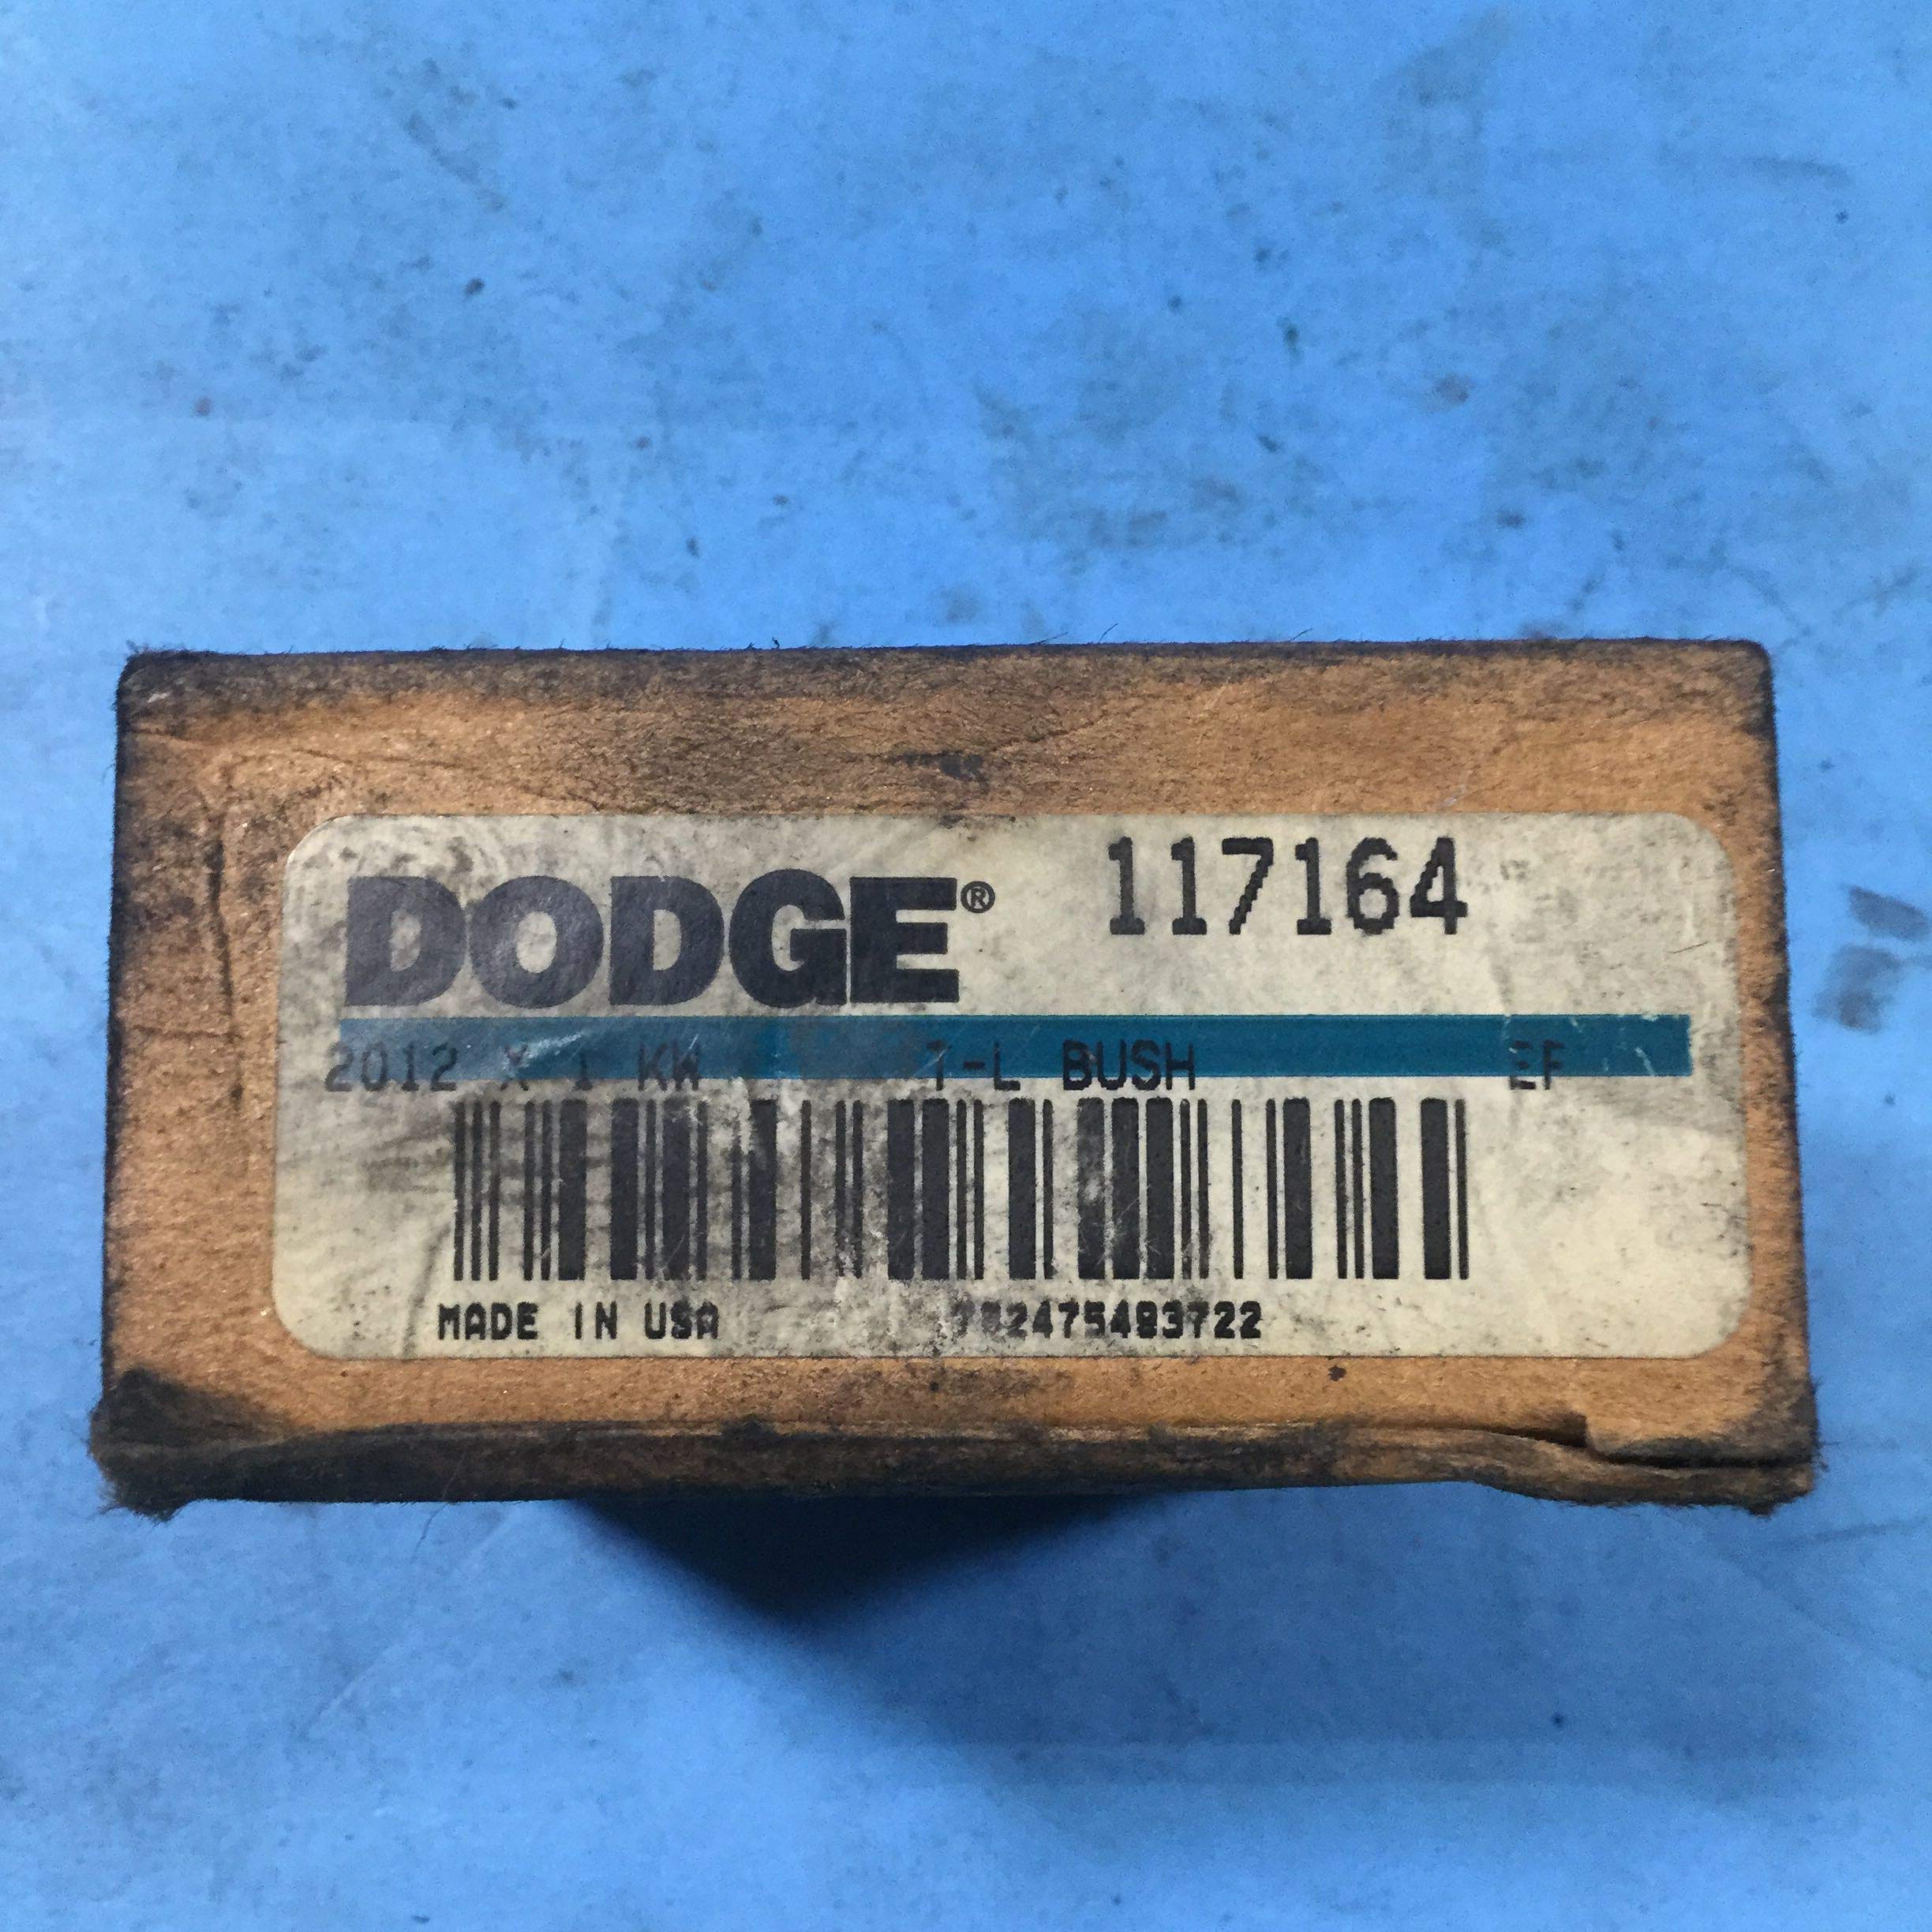 DODGE® 117164
2012 X 1 KW T-L BUSH EF
MADE IN USA